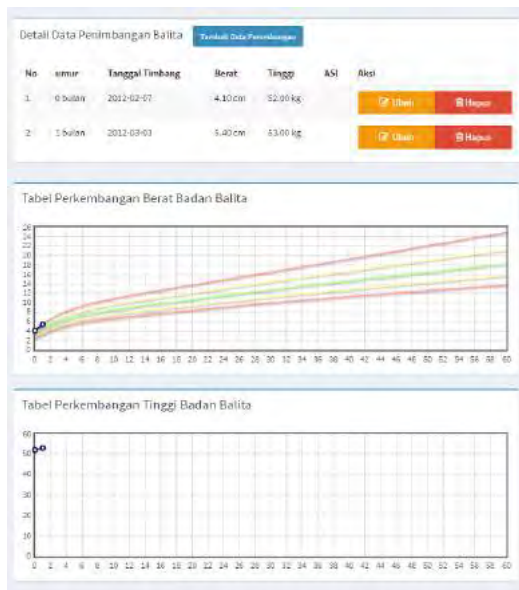 Detail Data Penimbangan Balita Tambah Data Penimbangan
No umur Tanggal Timbang Berat Tinggi ASI Aksi
1 0 bulan 2012-02-07 4.10 cm 52.00 kg Ubah Hapus
2 1 bulan 2012-03-03 5.40 cm 53.00 kg Ubah Hapus
Tabel Perkembangan Berat Badan Balita
26
24
22
20
18
16
14
12
10
8
6
4
2
0
0 2 4 6 8 10 12 14 16 18 20 22 24 26 28 30 32 34 36 38 40 42 44 46 48 50 52 54 56 58 60
Tabel Perkembangan Tinggi Badan Balita
60
50
40
30
20
10
0
0 2 4 6 8 10 12 14 16 18 20 22 24 26 28 30 32 34 36 38 40 42 44 46 48 50 52 54 56 58 60